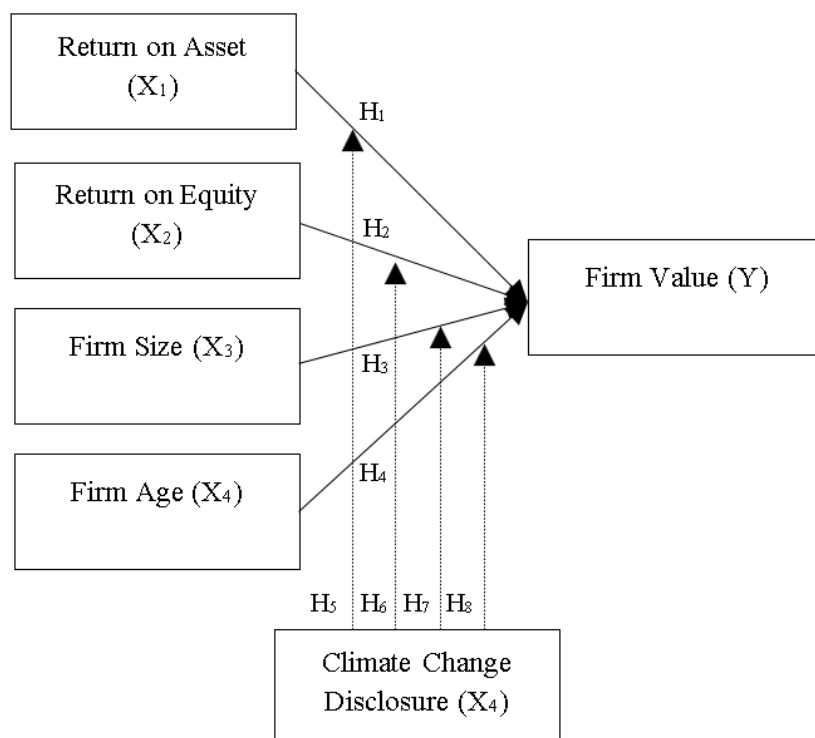 Return on Asset
(X₁)
H₁
Return on Equity
(X₂)
H₂
Firm Value (Y)
Firm Size (X₃)
H₃
Firm Age (X₄)
H₄
H₅ H₆ H₇ H₈
Climate Change
Disclosure (X₄)